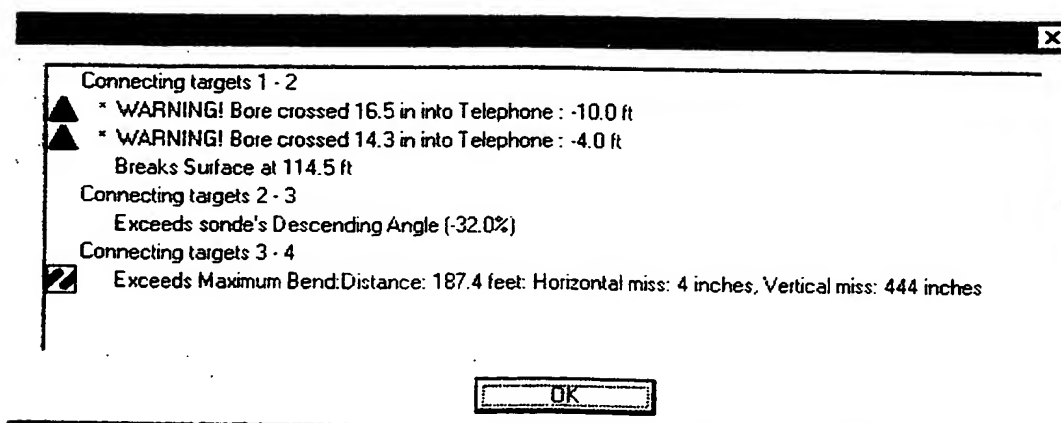 Connecting targets 1 - 2
* WARNING! Bore crossed 16.5 in into Telephone : -10.0 ft
* WARNING! Bore crossed 14.3 in into Telephone : -4.0 ft
Breaks Surface at 114.5 ft
Connecting targets 2 - 3
Exceeds sonde's Descending Angle (-32.0%)
Connecting targets 3 - 4
Exceeds Maximum Bend:Distance: 187.4 feet: Horizontal miss: 4 inches, Vertical miss: 444 inches
OK